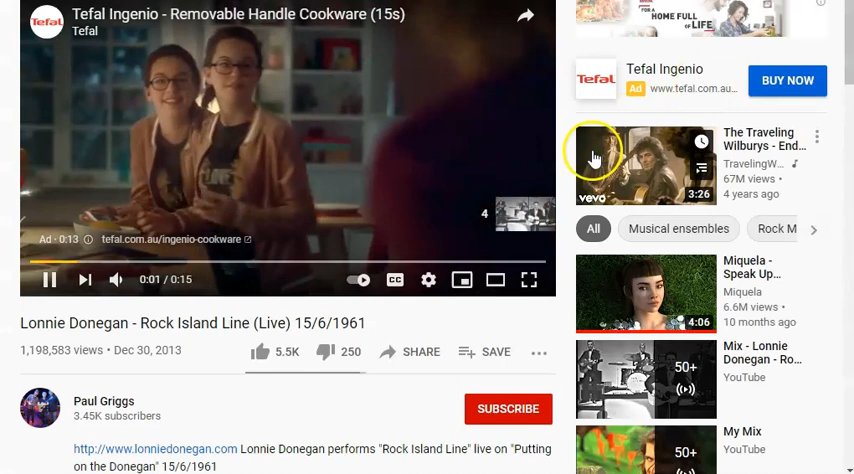 Tefal
Tefal Ingenio - Removable Handle Cookware (15s)
Tefal
4
Ad · 0:13 tefal.com.au/ingenio-cookware
0:01 / 0:15
CC
Lonnie Donegan - Rock Island Line (Live) 15/6/1961
1,198,583 views • Dec 30, 2013
5.5K
250
SHARE
SAVE
Paul Griggs
3.45K subscribers
SUBSCRIBE
http://www.lonniedonegan.com Lonnie Donegan performs "Rock Island Line" live on "Putting
on the Donegan" 15/6/1961
FOR A
HOME FULL
OF LIFE
Tefal
Tefal Ingenio
Ad www.tefal.com.au...
BUY NOW
vevo
3:26
The Traveling
Wilburys - End...
TravelingW...
67M views •
4 years ago
All
Musical ensembles
Rock M
4:06
Miquela -
Speak Up...
Miquela
6.6M views •
10 months ago
50+
Mix - Lonnie
Donegan - Ro...
YouTube
50+
My Mix
YouTube